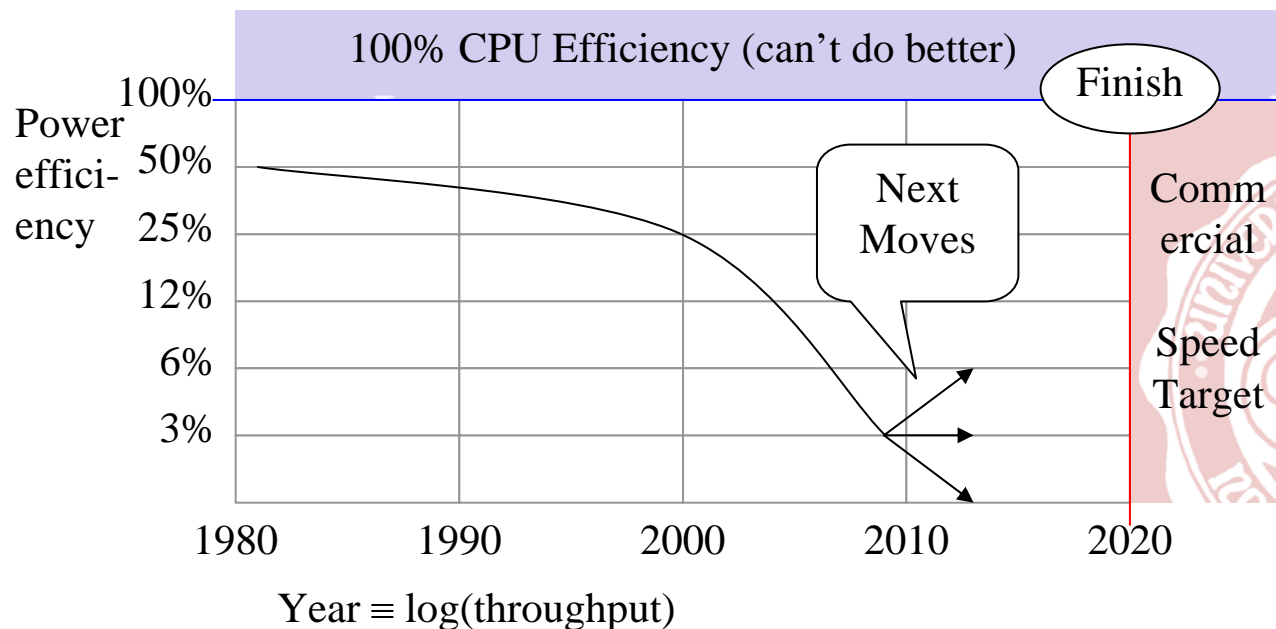 100% CPU Efficiency (can’t do better)
Finish
100%
Power
effici-
ency
50%
25%
12%
6%
3%
Next
Moves
Comm
ercial
Speed
Target
1980
1990
2000
2010
2020
Year ≡ log(throughput)